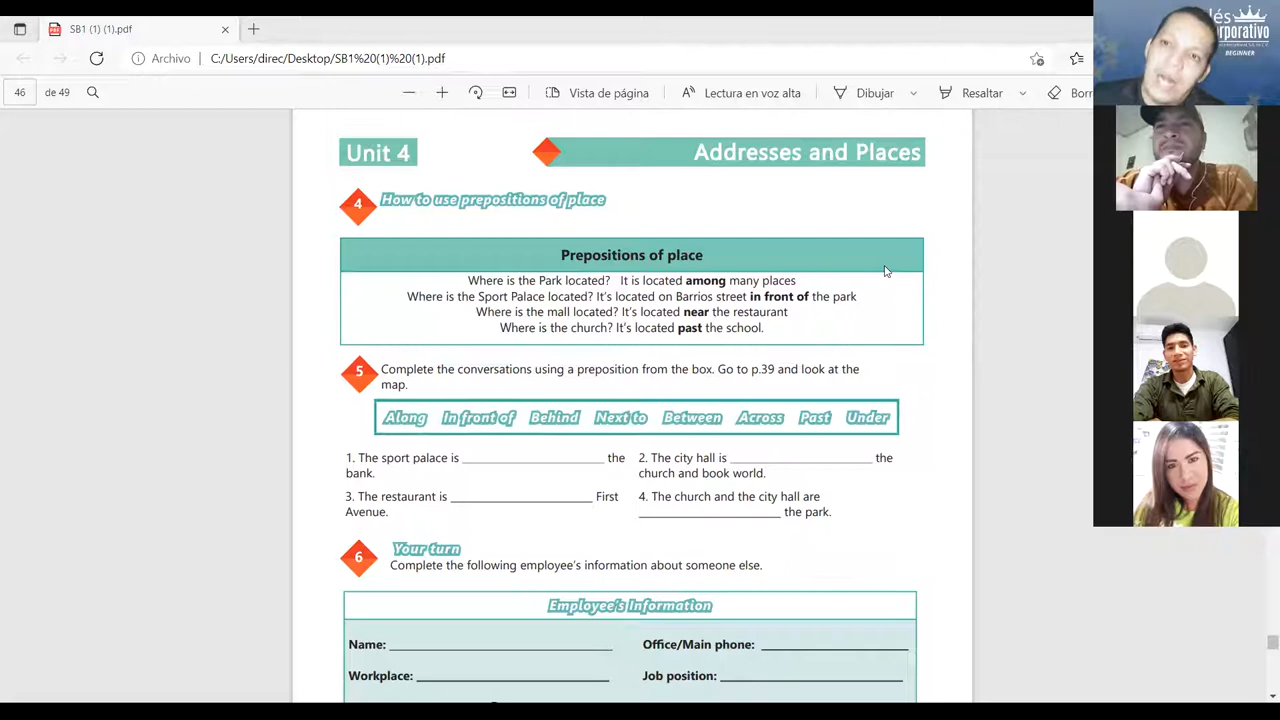 SB1 (1) (1).pdf
Archivo
C:/Users/direc/Desktop/SB1%20(1)%20(1).pdf
46 de 49
Vista de página
Lectura en voz alta
Dibujar
Resaltar
Unit 4
Addresses and Places
4 How to use prepositions of place
Prepositions of place
Where is the Park located? It is located among many places
Where is the Sport Palace located? It's located on Barrios street in front of the park
Where is the mall located? It's located near the restaurant
Where is the church? It's located past the school.
5 Complete the conversations using a preposition from the box. Go to p.39 and look at the
map.
Along In front of Behind Next to Between Across Past Under
1. The sport palace is ____________________ the
bank.
2. The city hall is ____________________ the
church and book world.
3. The restaurant is ____________________ First
Avenue.
4. The church and the city hall are
____________________ the park.
6 Your turn
Complete the following employee's information about someone else.
Employee's Information
Name: ____________________
Office/Main phone: ____________________
Workplace: ____________________
Job position: ____________________
BEGINNER